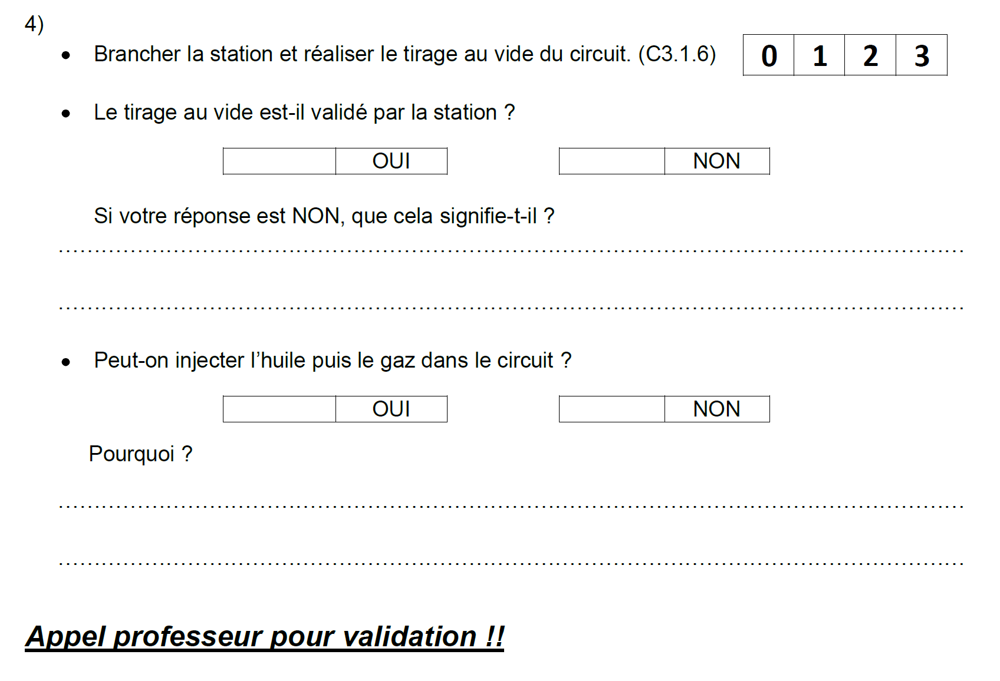 4)
• Brancher la station et réaliser le tirage au vide du circuit. (C3.1.6) 0 1 2 3
• Le tirage au vide est-il validé par la station ?
OUI NON
Si votre réponse est NON, que cela signifie-t-il ?
• Peut-on injecter l’huile puis le gaz dans le circuit ?
OUI NON
Pourquoi ?
Appel professeur pour validation !!